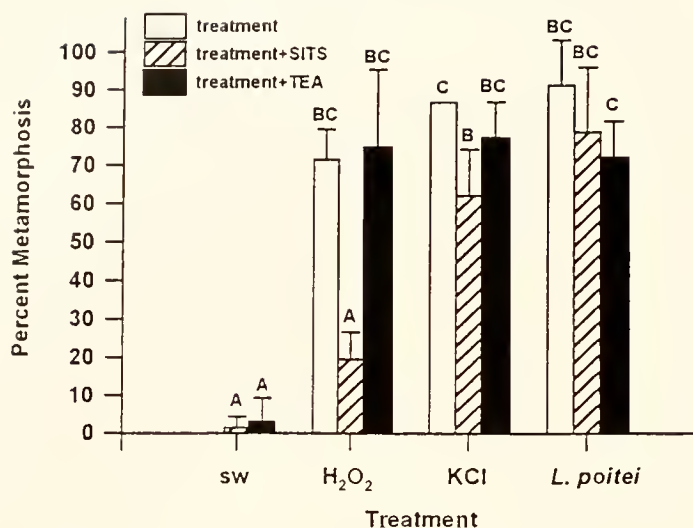 treatment
treatment+SITS
treatment+TEA
Percent Metamorphosis
100
90
80
70
60
50
40
30
20
10
0
A A
BC A BC
C B BC
BC BC C
sw H₂O₂ KCl L. poitei
Treatment